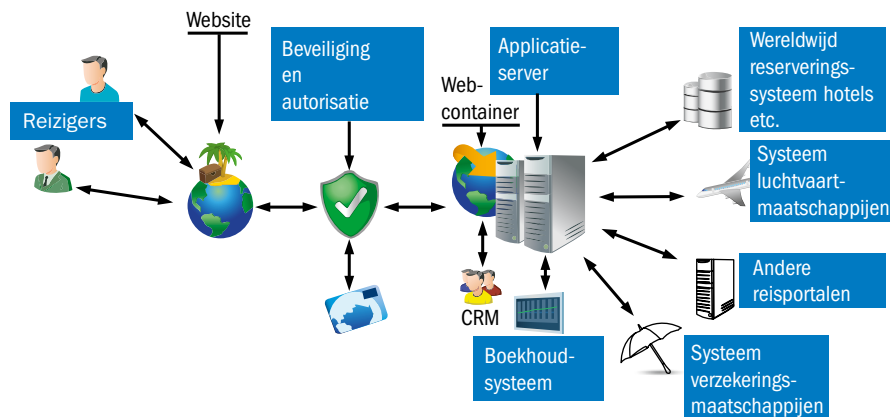 Website
Beveiliging
en
autorisatie
Applicatie-
server
Wereldwijd
reserverings-
systeem hotels
etc.
Web-
container
Reizigers
Systeem
luchtvaart-
maatschappijen
Andere
reisportalen
CRM
Boekhoud-
systeem
Systeem
verzekerings-
maatschappijen